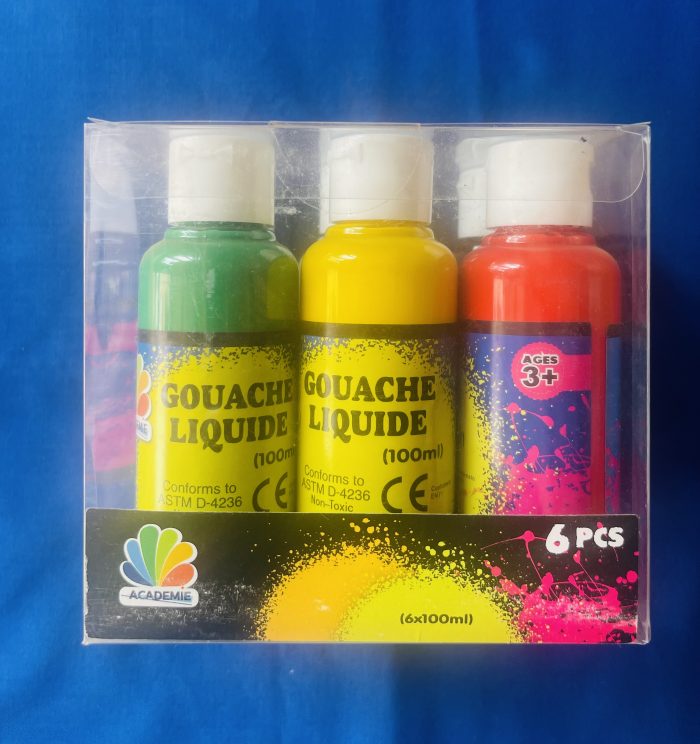 GOUACHE
LIQUIDE
(100ml
Conforms to
ASTM D-4236
CE
GOUACHE
LIQUIDE
(100ml)
Conforms to
ASTM D-4236
Non-Toxic
CE
AGES
3+
6 PCS
ACADEMIE
(6x100ml)